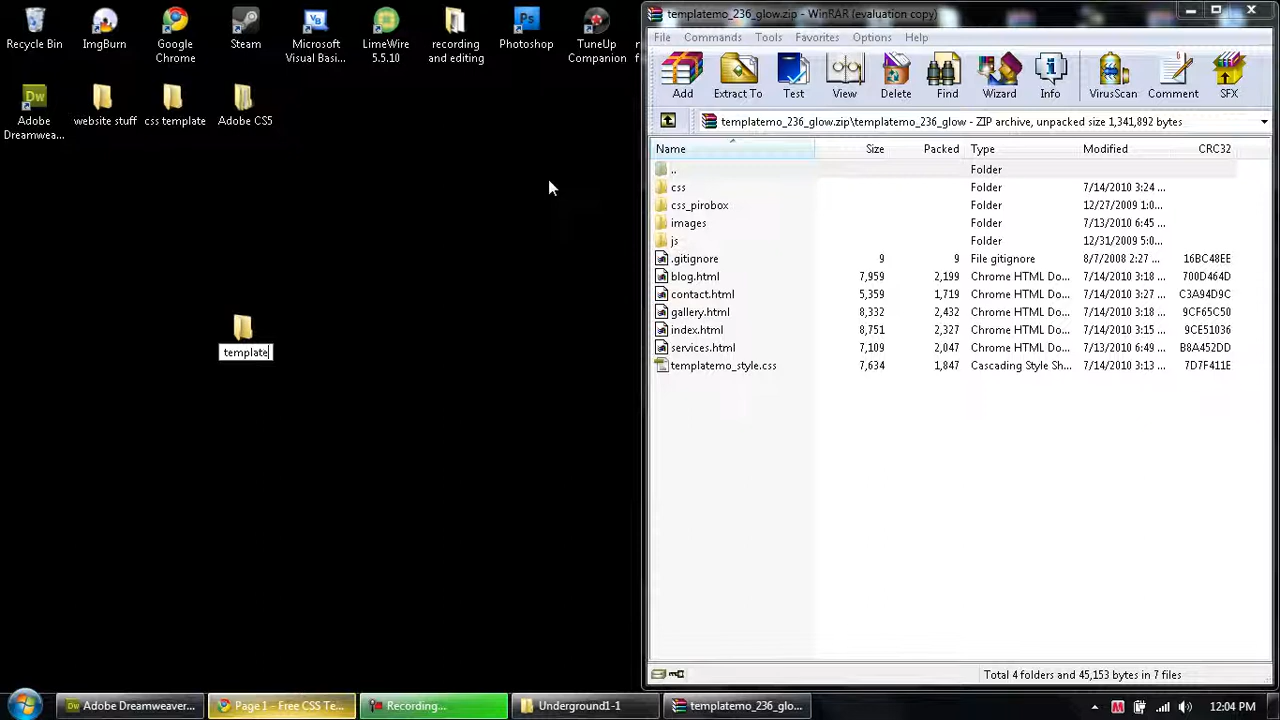 templatemo_236_glow.zip - WinRAR (evaluation copy)
File Commands Tools Favorites Options Help
Add Extract To Test View Delete Find Wizard Info VirusScan Comment SFX
templatemo_236_glow.zip\templatemo_236_glow - ZIP archive, unpacked size 1,341,892 bytes
Name Size Packed Type Modified CRC32
.. Folder
css Folder 7/14/2010 3:24 ...
css_pirobox Folder 12/27/2009 1:0...
images Folder 7/13/2010 6:45 ...
js Folder 12/31/2009 5:0...
.gitignore 9 9 File gitignore 8/7/2008 2:27 ... 16BC48EE
blog.html 7,959 2,199 Chrome HTML Do... 7/14/2010 3:18 ... 700D464D
contact.html 5,359 1,719 Chrome HTML Do... 7/14/2010 3:27 ... C3A94D9C
gallery.html 8,332 2,432 Chrome HTML Do... 7/14/2010 3:18 ... 9CF65C50
index.html 8,751 2,327 Chrome HTML Do... 7/14/2010 3:15 ... 9CE51036
services.html 7,109 2,047 Chrome HTML Do... 7/13/2010 6:49 ... B8A452DD
templatemo_style.css 7,634 1,847 Cascading Style Sh... 7/14/2010 3:13 ... 7D7F411E
Total 4 folders and 45,113 bytes in 7 files
Recycle Bin
ImgBurn
Google
Chrome
Steam
Microsoft
Visual Basi...
LimeWire
5.5.10
recording
and editing
Photoshop
TuneUp
Companion
Adobe
Dreamwea...
website stuff
css template
Adobe CS5
template
Adobe Dreamweaver...
Page 1 - Free CSS Te...
Recording...
Underground1-1
templatemo_236_glo...
12:04 PM